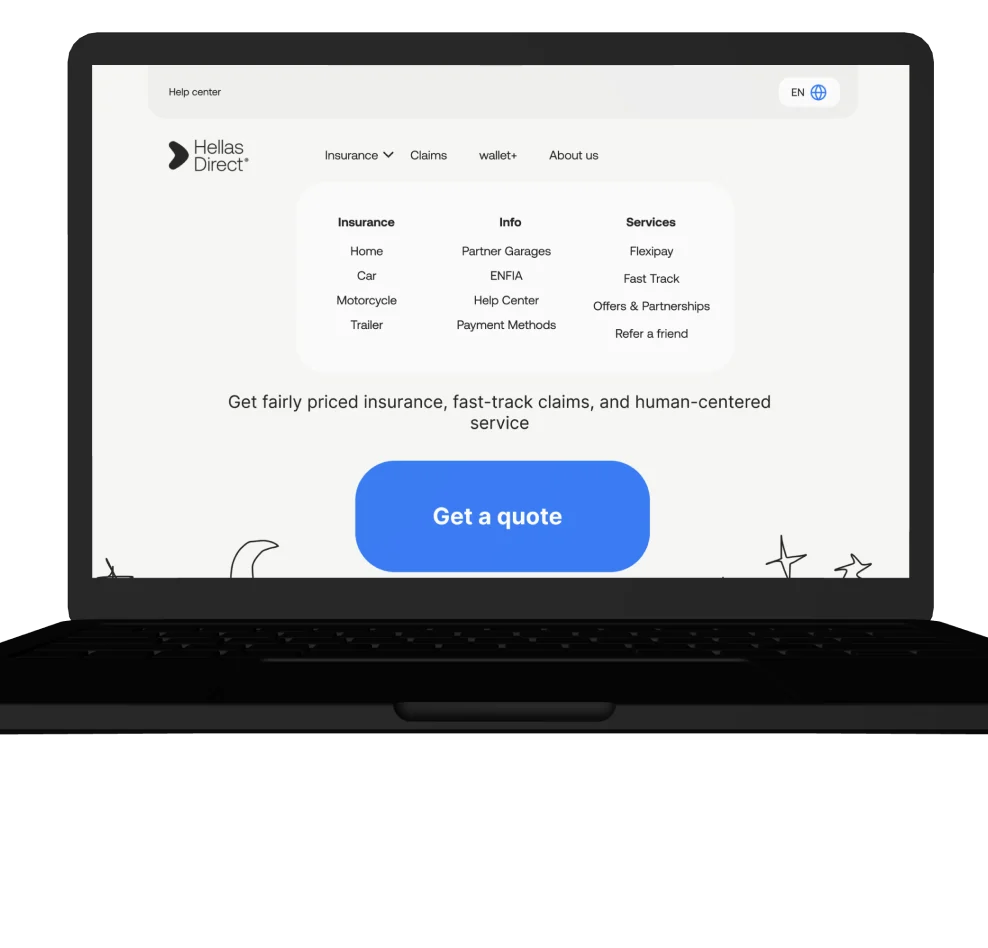 Help center
EN
Hellas
Direct®
Insurance
Claims
wallet+
About us
Insurance
Home
Car
Motorcycle
Trailer
Info
Partner Garages
ENFIA
Help Center
Payment Methods
Services
Flexipay
Fast Track
Offers & Partnerships
Refer a friend
Get fairly priced insurance, fast-track claims, and human-centered
service
Get a quote